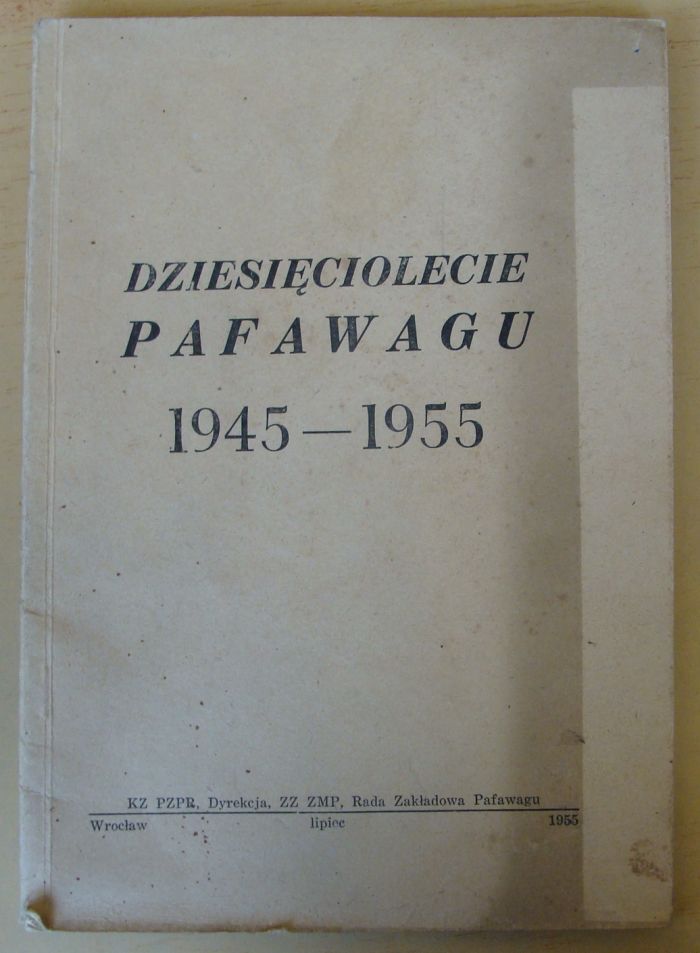 DZIESIĘCIOLECIE
PAFAWAGU
1945—1955
KZ PZPR, Dyrekcja, ZZ ZMP, Rada Zakładowa Pafawagu
Wrocław lipiec 1955